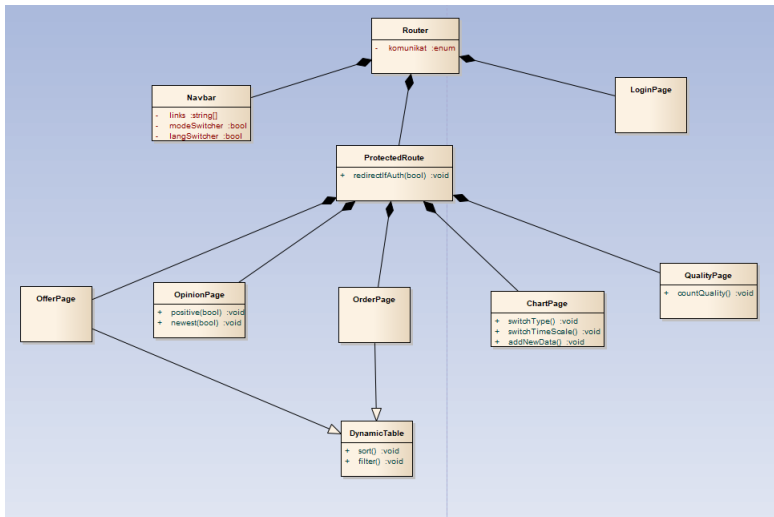 Router
- komunikat :enum
Navbar
- links :string[]
- modeSwitcher :bool
- langSwitcher :bool
LoginPage
ProtectedRoute
+ redirectIfAuth(bool) :void
OfferPage
OpinionPage
+ positive(bool) :void
+ newest(bool) :void
OrderPage
ChartPage
+ switchType() :void
+ switchTimeScale() :void
+ addNewData() :void
QualityPage
+ countQuality() :void
DynamicTable
+ sort() :void
+ filter() :void